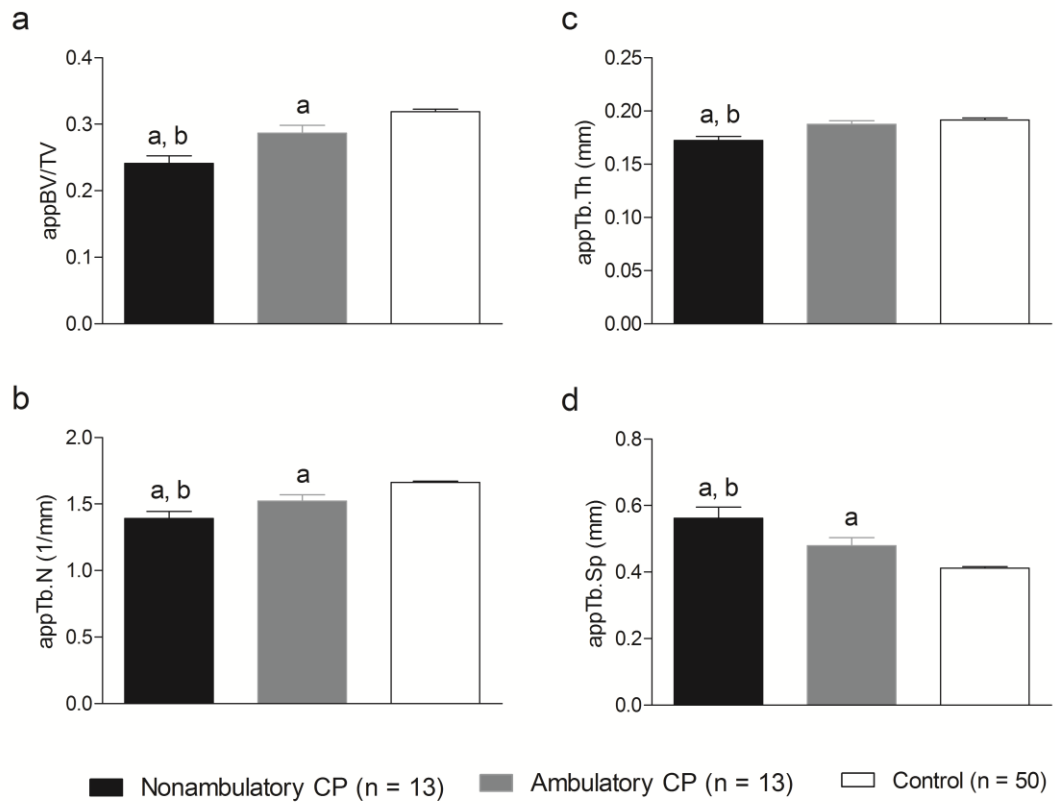 a
0.4
0.3
0.2
0.1
0.0
appBV/TV
a, b
a
c
0.25
0.20
0.15
0.10
0.05
0.00
appTb.Th (mm)
a, b
b
2.0
1.5
1.0
0.5
0.0
appTb.N (1/mm)
a, b
a
d
0.8
0.6
0.4
0.2
0.0
appTb.Sp (mm)
a, b
a
Nonambulatory CP (n = 13)
Ambulatory CP (n = 13)
Control (n = 50)